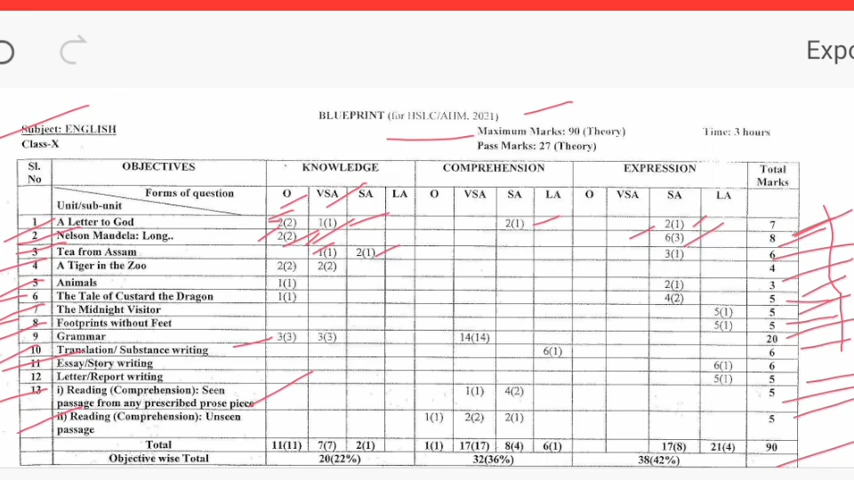 Expo
BLUEPRINT (for HSLC/AHM, 2021)
Subject: ENGLISH
Maximum Marks: 90 (Theory)
Time: 3 hours
Class-X
Pass Marks: 27 (Theory)
Sl. No OBJECTIVES KNOWLEDGE COMPREHENSION EXPRESSION Total Marks
Forms of question O VSA SA LA O VSA SA LA O VSA SA LA
Unit/sub-unit
1 A Letter to God 2(2) 1(1) 2(1) 2(1) 7
2 Nelson Mandela: Long.. 2(2) 6(3) 8
3 Tea from Assam 1(1) 2(1) 3(1) 6
4 A Tiger in the Zoo 2(2) 2(2) 4
5 Animals 1(1) 2(1) 3
6 The Tale of Custard the Dragon 1(1) 4(2) 5
7 The Midnight Visitor 5(1) 5
8 Footprints without Feet 5(1) 5
9 Grammar 3(3) 3(3) 14(14) 20
10 Translation/ Substance writing 6(1) 6
11 Essay/Story writing 6(1) 6
12 Letter/Report writing 5(1) 5
13 i) Reading (Comprehension): Seen 1(1) 4(2) 5
passage from any prescribed prose piece
ii) Reading (Comprehension): Unseen 1(1) 2(2) 2(1) 5
passage
Total 11(11) 7(7) 2(1) 1(1) 17(17) 8(4) 6(1) 17(8) 21(4) 90
Objective wise Total 20(22%) 32(36%) 38(42%)